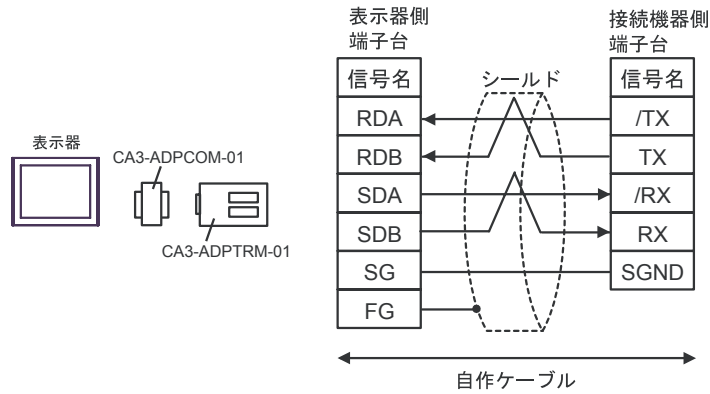 表示器
CA3-ADPCOM-01
CA3-ADPTRM-01
表示器側
端子台
接続機器側
端子台
信号名
シールド
信号名
RDA
/TX
RDB
TX
SDA
/RX
SDB
RX
SG
SGND
FG
自作ケーブル